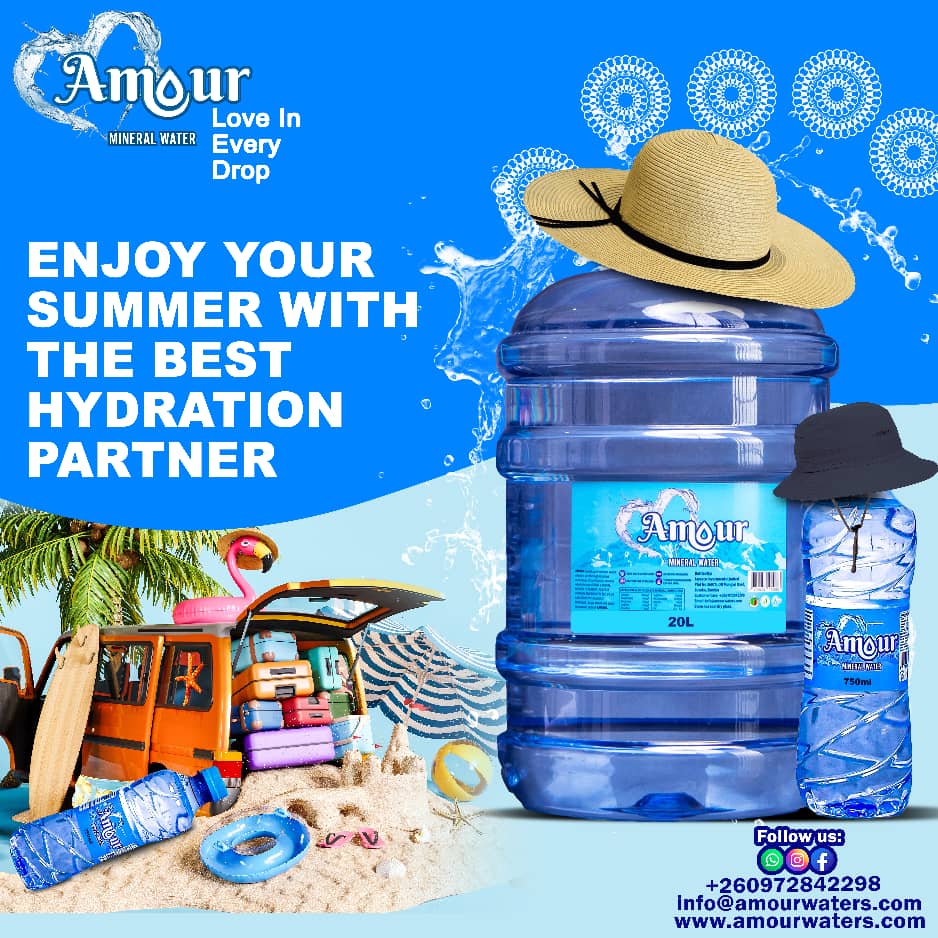 Amour
MINERAL WATER
Love In
Every
Drop
ENJOY YOUR
SUMMER WITH
THE BEST
HYDRATION
PARTNER
Amour
MINERAL WATER
20L
Amour
MINERAL WATER
750ml
Amour
Follow us:
+260972842298
info@amourwaters.com
www.amourwaters.com